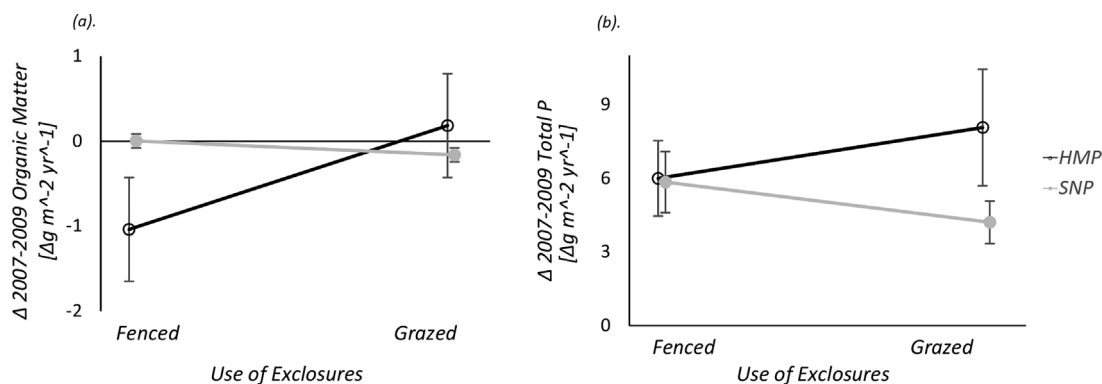 (a).
Δ 2007-2009 Organic Matter
[Δg m^-2 yr^-1]
1
0
-1
-2
Fenced
Grazed
Use of Exclosures
(b).
Δ 2007-2009 Total P
[Δg m^-2 yr^-1]
9
6
3
0
Fenced
Grazed
Use of Exclosures
HMP
SNP